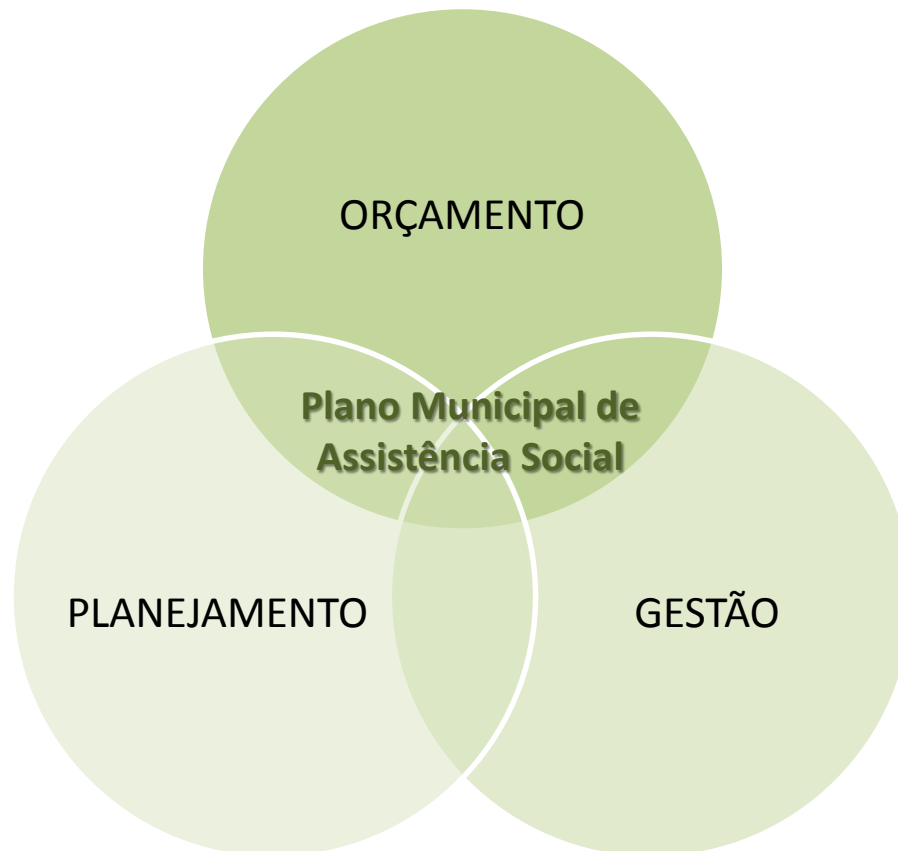 ORÇAMENTO
Plano Municipal de
Assistência Social
PLANEJAMENTO
GESTÃO